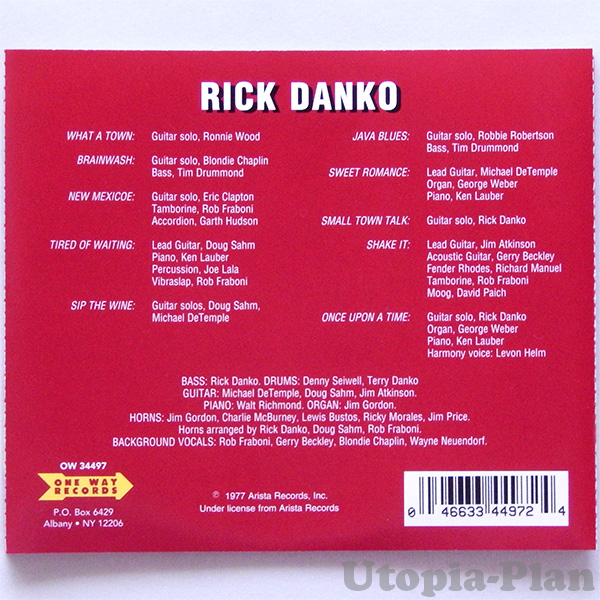 RICK DANKO
WHAT A TOWN: Guitar solo, Ronnie Wood
BRAINWASH: Guitar solo, Blondie Chaplin
Bass, Tim Drummond
NEW MEXICOE: Guitar solo, Eric Clapton
Tamborine, Rob Fraboni
Accordion, Garth Hudson
TIRED OF WAITING: Lead Guitar, Doug Sahm
Piano, Ken Lauber
Percussion, Joe Lala
Vibraslap, Rob Fraboni
SIP THE WINE: Guitar solos, Doug Sahm,
Michael DeTemple
JAVA BLUES: Guitar solo, Robbie Robertson
Bass, Tim Drummond
SWEET ROMANCE: Lead Guitar, Michael DeTemple
Organ, George Weber
Piano, Ken Lauber
SMALL TOWN TALK: Guitar solo, Rick Danko
SHAKE IT: Lead Guitar, Jim Atkinson
Acoustic Guitar, Gerry Beckley
Fender Rhodes, Richard Manuel
Tamborine, Rob Fraboni
Moog, David Paich
ONCE UPON A TIME: Guitar solo, Rick Danko
Organ, George Weber
Piano, Ken Lauber
Harmony voice: Levon Helm
BASS: Rick Danko. DRUMS: Denny Seiwell, Terry Danko
GUITAR: Michael DeTemple, Doug Sahm, Jim Atkinson.
PIANO: Walt Richmond. ORGAN: Jim Gordon.
HORNS: Jim Gordon, Charlie McBurney, Lewis Bustos, Ricky Morales, Jim Price.
Horns arranged by Rick Danko, Doug Sahm, Rob Fraboni.
BACKGROUND VOCALS: Rob Fraboni, Gerry Beckley, Blondie Chaplin, Wayne Neuendorf.
OW 34497
ONE WAY
RECORDS
P.O. Box 6429
Albany • NY 12206
℗ 1977 Arista Records, Inc.
Under license from Arista Records
0 46633 44972 4
Utopia-Plan